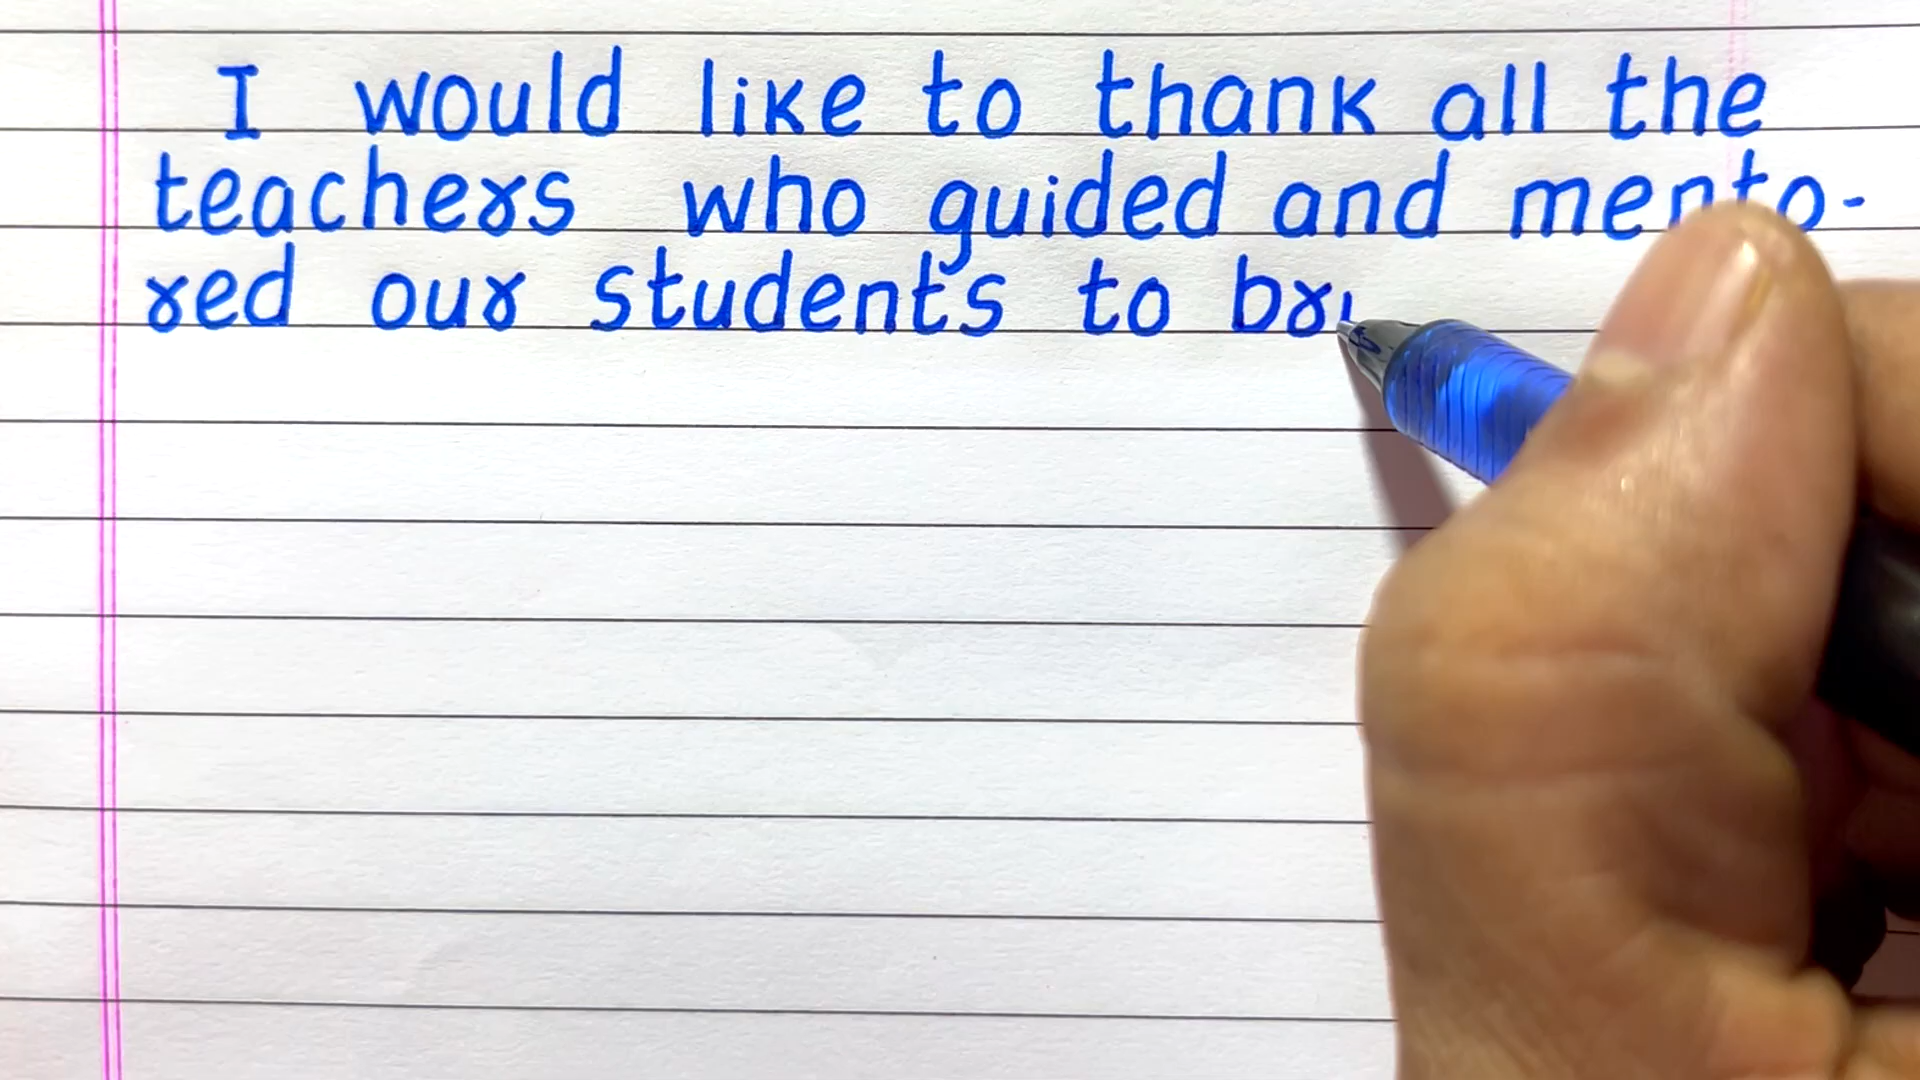 I would like to thank all the
teachers who guided and mento-
red our students to